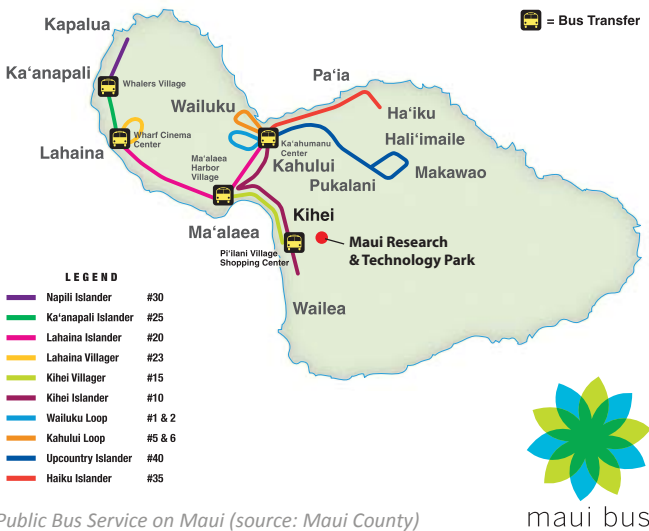 Kapalua
= Bus Transfer
Ka‘anapali
Whalers Village
Pa‘ia
Wailuku
Ha‘iku
Lahaina
Wharf Cinema
Center
Ka‘ahumanu
Center
Hali‘imaile
Ma‘alaea
Harbor
Village
Kahului
Pukalani
Makawao
Ma‘alaea
Kihei
Pi‘ilani Village
Shopping Center
Maui Research
& Technology Park
Wailea
LEGEND
Napili Islander #30
Ka‘anapali Islander #25
Lahaina Islander #20
Lahaina Villager #23
Kihei Villager #15
Kihei Islander #10
Wailuku Loop #1 & 2
Kahului Loop #5 & 6
Upcountry Islander #40
Haiku Islander #35
maui bus
Public Bus Service on Maui (source: Maui County)